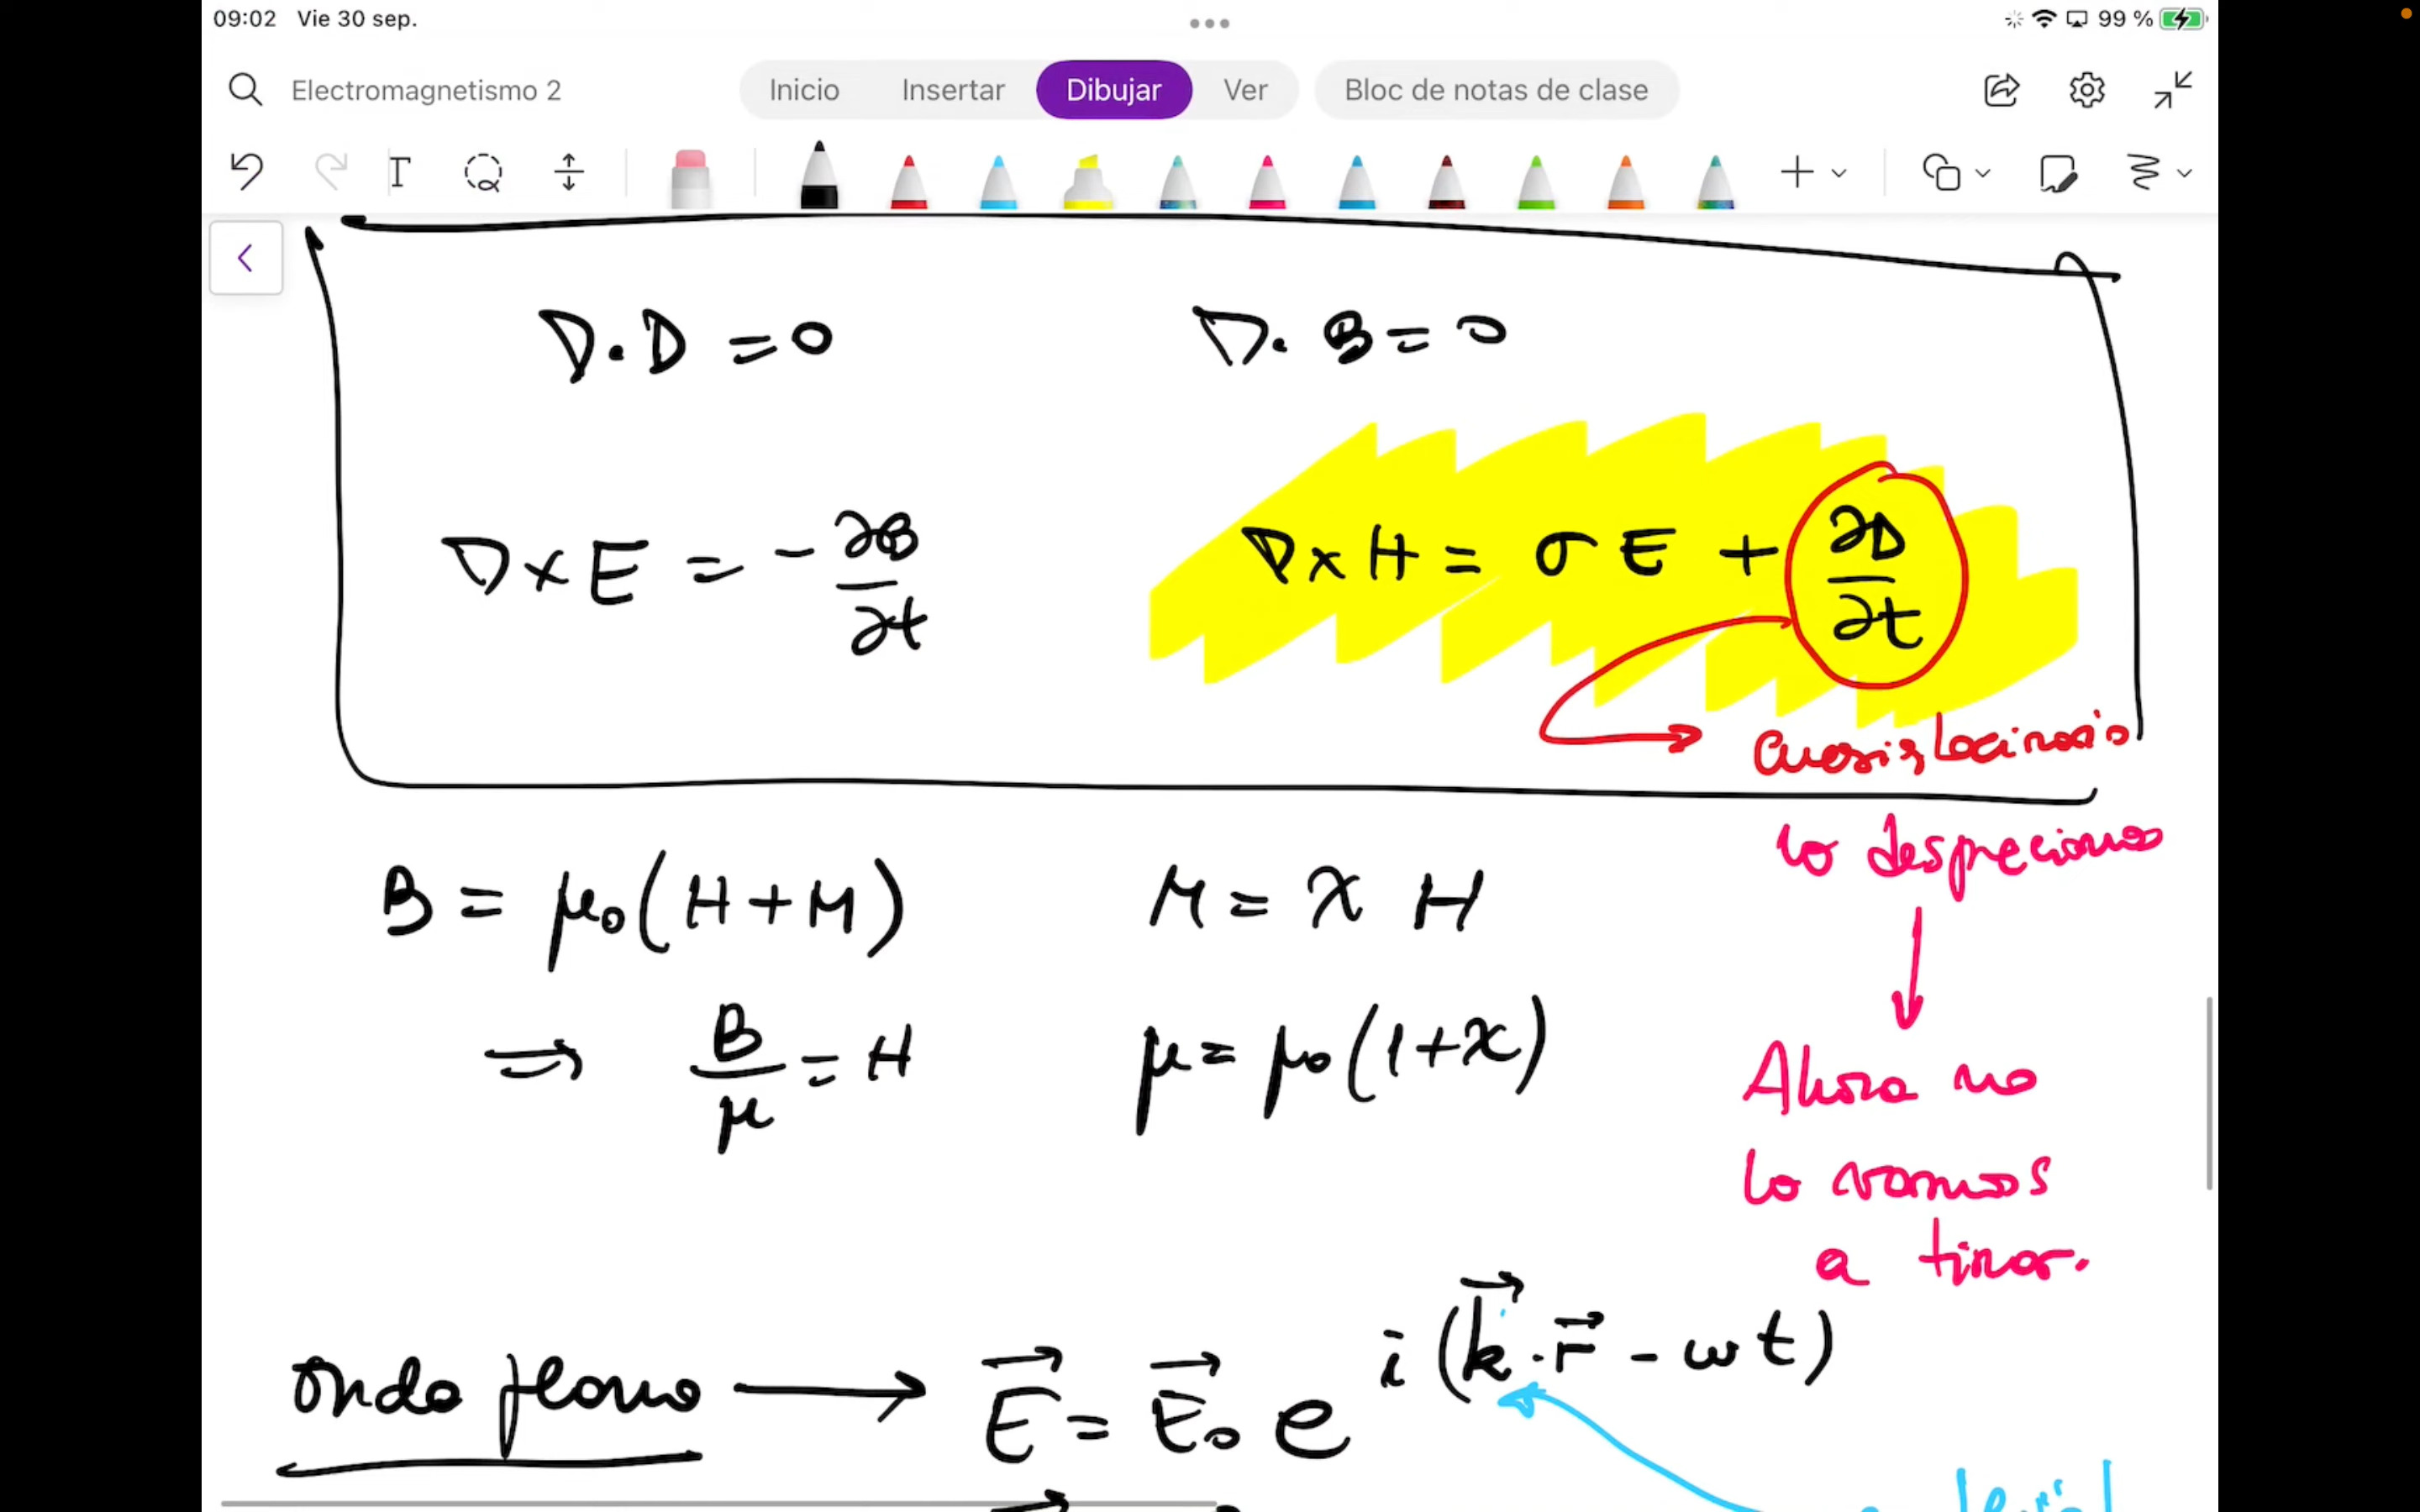 09:02 Vie 30 sep.
99 %
Electromagnetismo 2 Inicio Insertar Dibujar Ver Bloc de notas de clase
∇·D = 0
∇·B = 0
∇×E = -∂B/∂t
∇×H = σE + ∂D/∂t
lo despreciamos
B = μ₀(H+M)
M = χ H
⇒ B/μ = H
μ = μ₀(1+χ)
Ahora no
lo vamos
a tirar.
Onda plana → E⃗ = E⃗₀ e^{i(k⃗·r⃗ - ωt)}